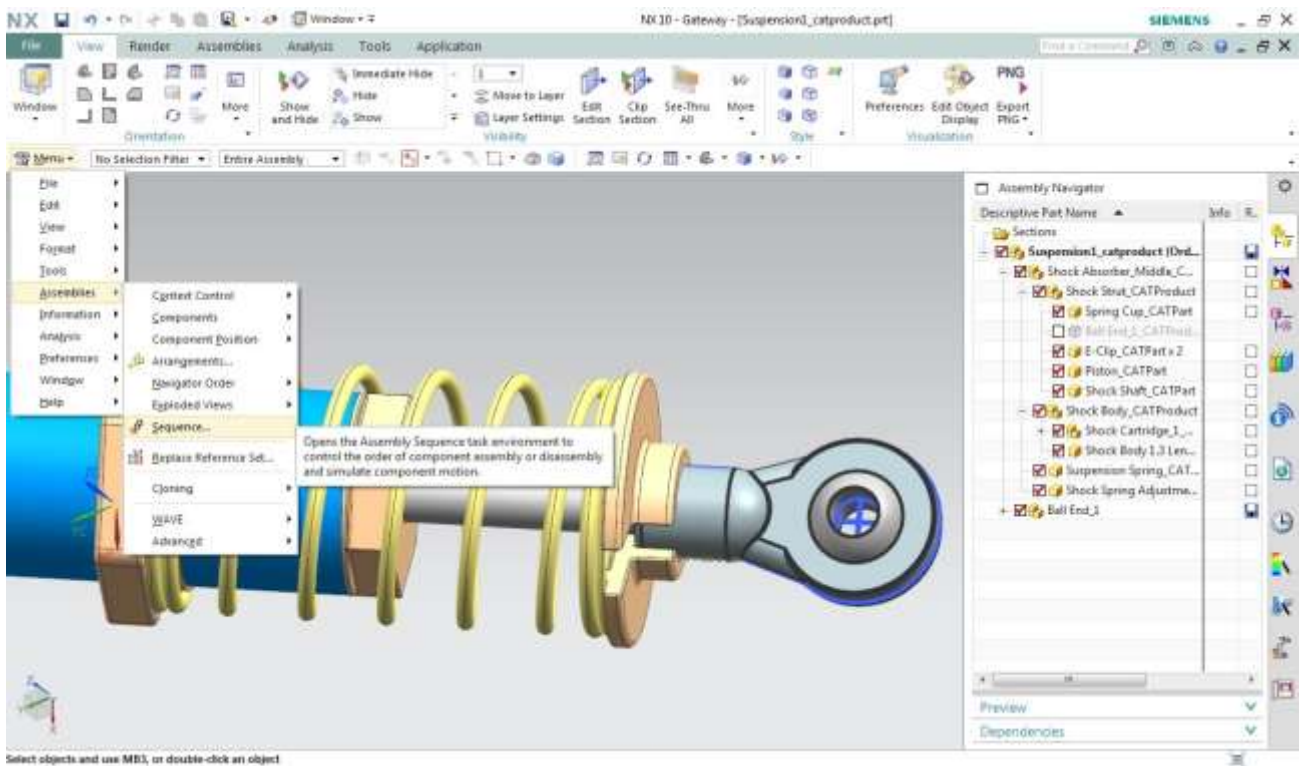 NX Window NX 10 - Gateway - [Suspension1_catproduct.prt] SIEMENS
File View Render Assemblies Analysis Tools Application Find a Command
Window More Show and Hide Immediate Hide Hide Show 1 Move to Layer Layer Settings Edit Section Clip Section See-Thru All More Preferences Edit Object Display PNG Export PNG
Orientation Visibility Style Visualization
Menu No Selection Filter Entire Assembly
File
Edit
View
Format
Tools
Assemblies
Information
Analysis
Preferences
Window
Help
Context Control
Components
Component Position
Arrangements...
Navigator Order
Exploded Views
Sequence...
Replace Reference Set...
Cloning
WAVE
Advanced
Opens the Assembly Sequence task environment to
control the order of component assembly or disassembly
and simulate component motion.
Assembly Navigator
Descriptive Part Name Info R..
Sections
Suspension1_catproduct (Ord...
Shock Absorber_Middle_C...
Shock Strut_CATProduct
Spring Cup_CATPart
Ball End_1_CATProd...
E-Clip_CATPart x 2
Piston_CATPart
Shock Shaft_CATPart
Shock Body_CATProduct
Shock Cartridge_1_...
Shock Body 1.3 Len...
Suspension Spring_CAT...
Shock Spring Adjustme...
Ball End_1
Preview
Dependencies
Select objects and use MB3, or double-click an object